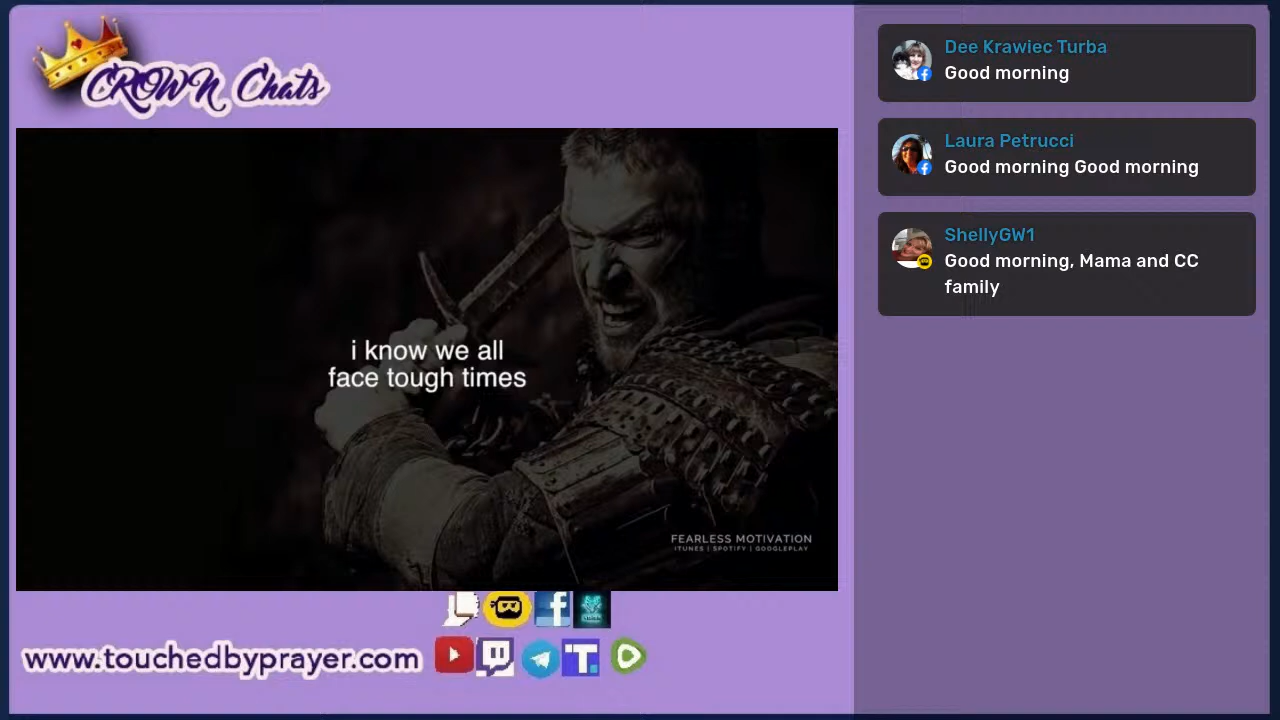 CROWN Chats
i know we all
face tough times
FEARLESS MOTIVATION
ITUNES | SPOTIFY | GOOGLEPLAY
www.touchedbyprayer.com
Dee Krawiec Turba
Good morning
Laura Petrucci
Good morning Good morning
ShellyGW1
Good morning, Mama and CC
family